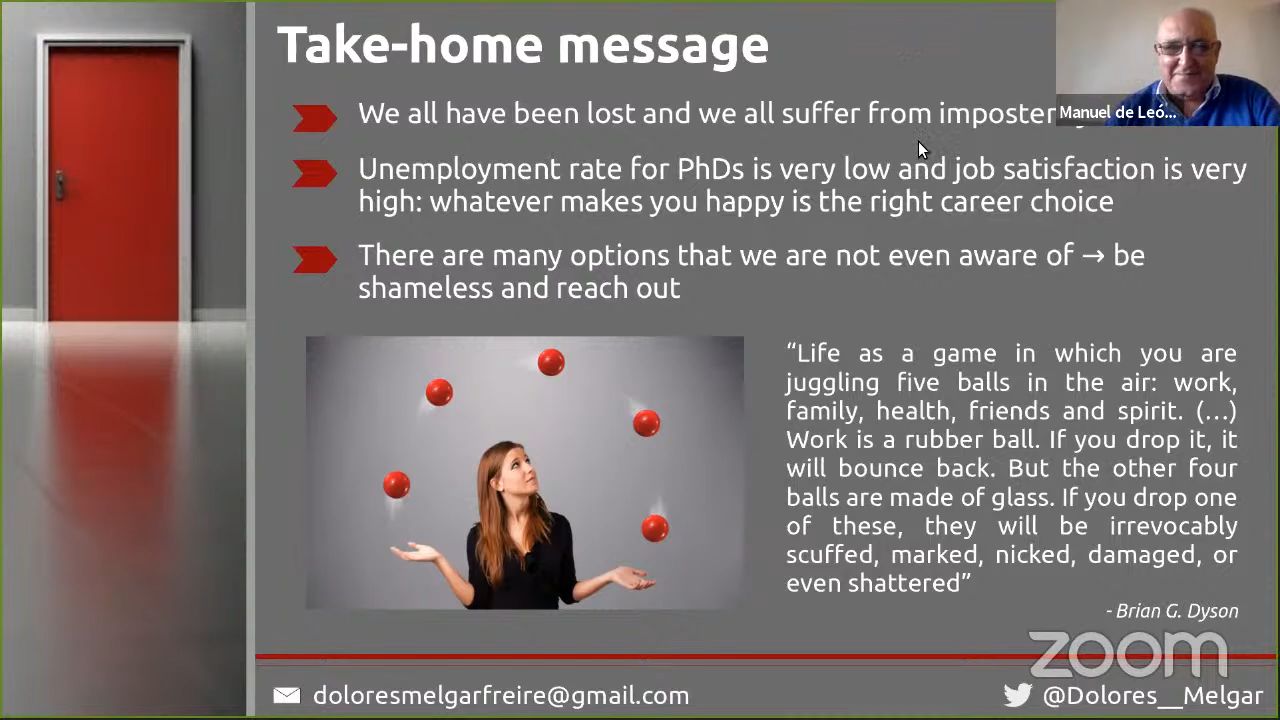 Take-home message
We all have been lost and we all suffer from imposter
Manuel de Leó...
Unemployment rate for PhDs is very low and job satisfaction is very
high: whatever makes you happy is the right career choice
There are many options that we are not even aware of → be
shameless and reach out
“Life as a game in which you are
juggling five balls in the air: work,
family, health, friends and spirit. (…)
Work is a rubber ball. If you drop it, it
will bounce back. But the other four
balls are made of glass. If you drop one
of these, they will be irrevocably
scuffed, marked, nicked, damaged, or
even shattered”
- Brian G. Dyson
zoom
doloresmelgarfreire@gmail.com
@Dolores__Melgar